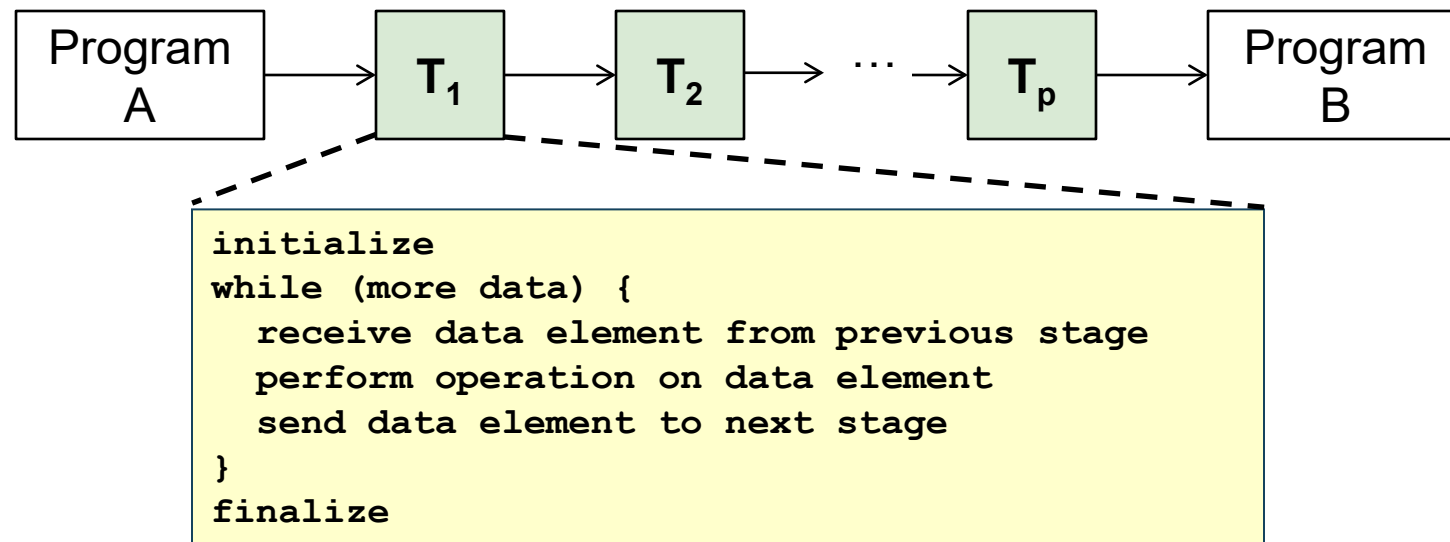 Program
A
T1
T2
...
Tp
Program
B
initialize
while (more data) {
  receive data element from previous stage
  perform operation on data element
  send data element to next stage
}
finalize